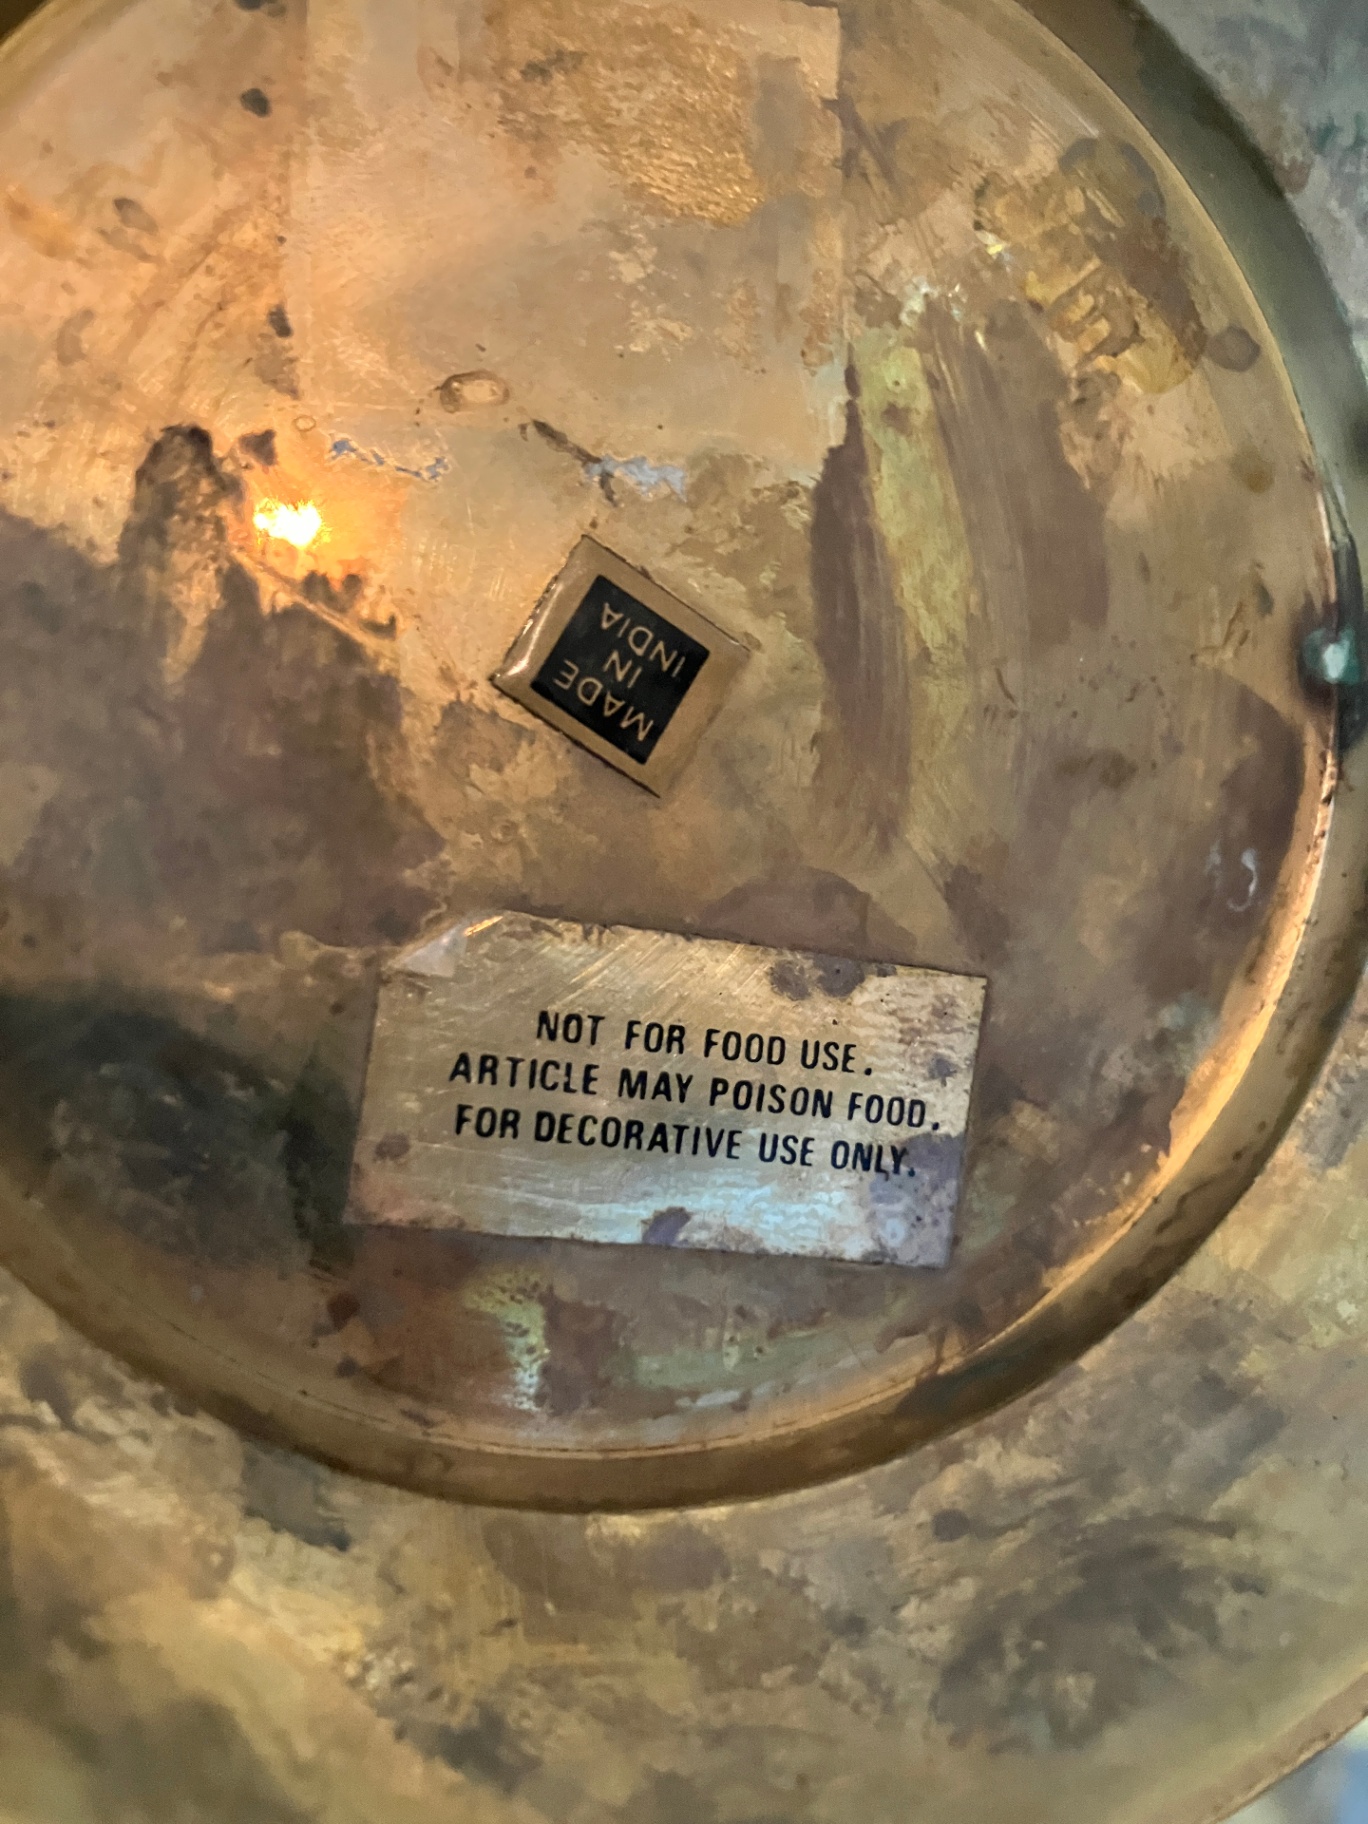 MADE
IN
INDIA
NOT FOR FOOD USE.
ARTICLE MAY POISON FOOD.
FOR DECORATIVE USE ONLY.